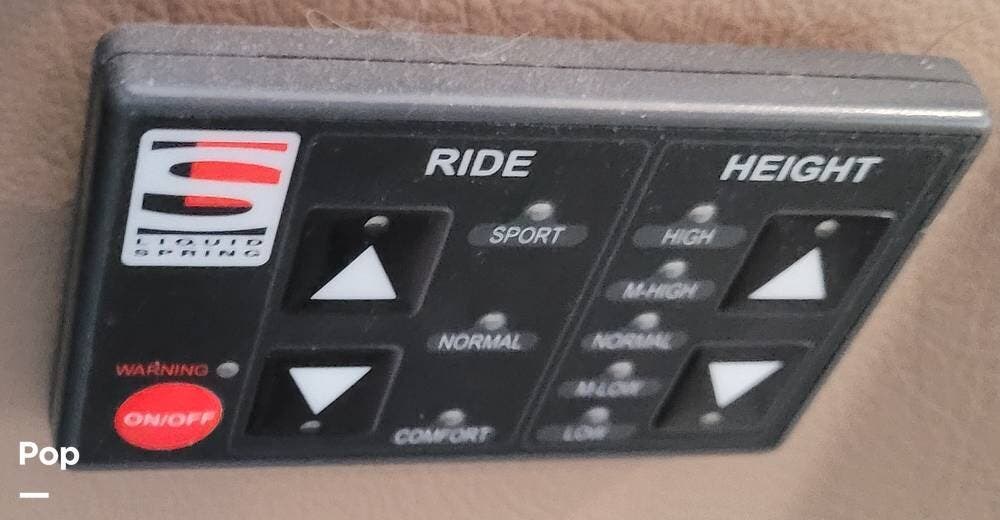 LIQUID
SPRING
WARNING
ON/OFF
RIDE
SPORT
NORMAL
COMFORT
HEIGHT
HIGH
M-HIGH
NORMAL
M-LOW
LOW
Pop